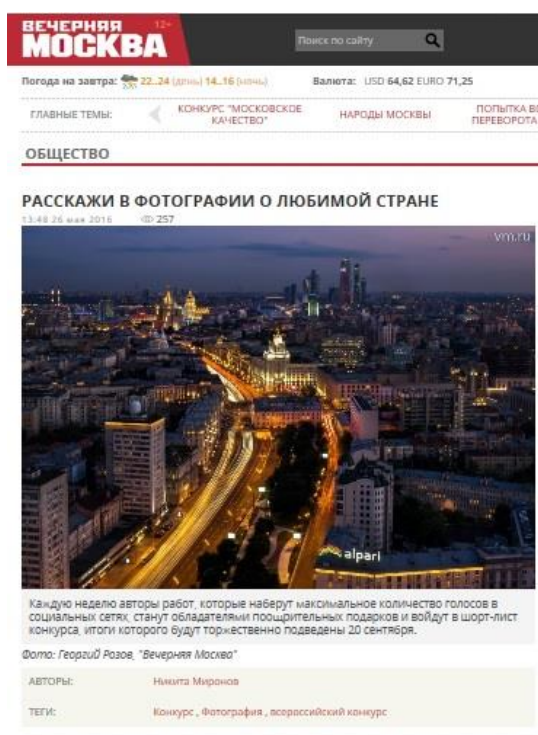 ВЕЧЕРНЯЯ 12+
МОСКВА
Поиск по сайту
Погода на завтра: 22..24 (день) 14..16 (ночь) Валюта: USD 64,62 EURO 71,25
ГЛАВНЫЕ ТЕМЫ: КОНКУРС "МОСКОВСКОЕ КАЧЕСТВО" НАРОДЫ МОСКВЫ ПОПЫТКА ВО ПЕРЕВОРОТА
ОБЩЕСТВО
РАССКАЖИ В ФОТОГРАФИИ О ЛЮБИМОЙ СТРАНЕ
13:48 26 мая 2016 257
vm.ru
alpari
Каждую неделю авторы работ, которые наберут максимальное количество голосов в
социальных сетях, станут обладателями поощрительных подарков и войдут в шорт-лист
конкурса, итоги которого будут торжественно подведены 20 сентября.
Фото: Георгий Розов, "Вечерняя Москва"
АВТОРЫ: Никита Миронов
ТЕГИ: Конкурс , Фотография , всероссийский конкурс